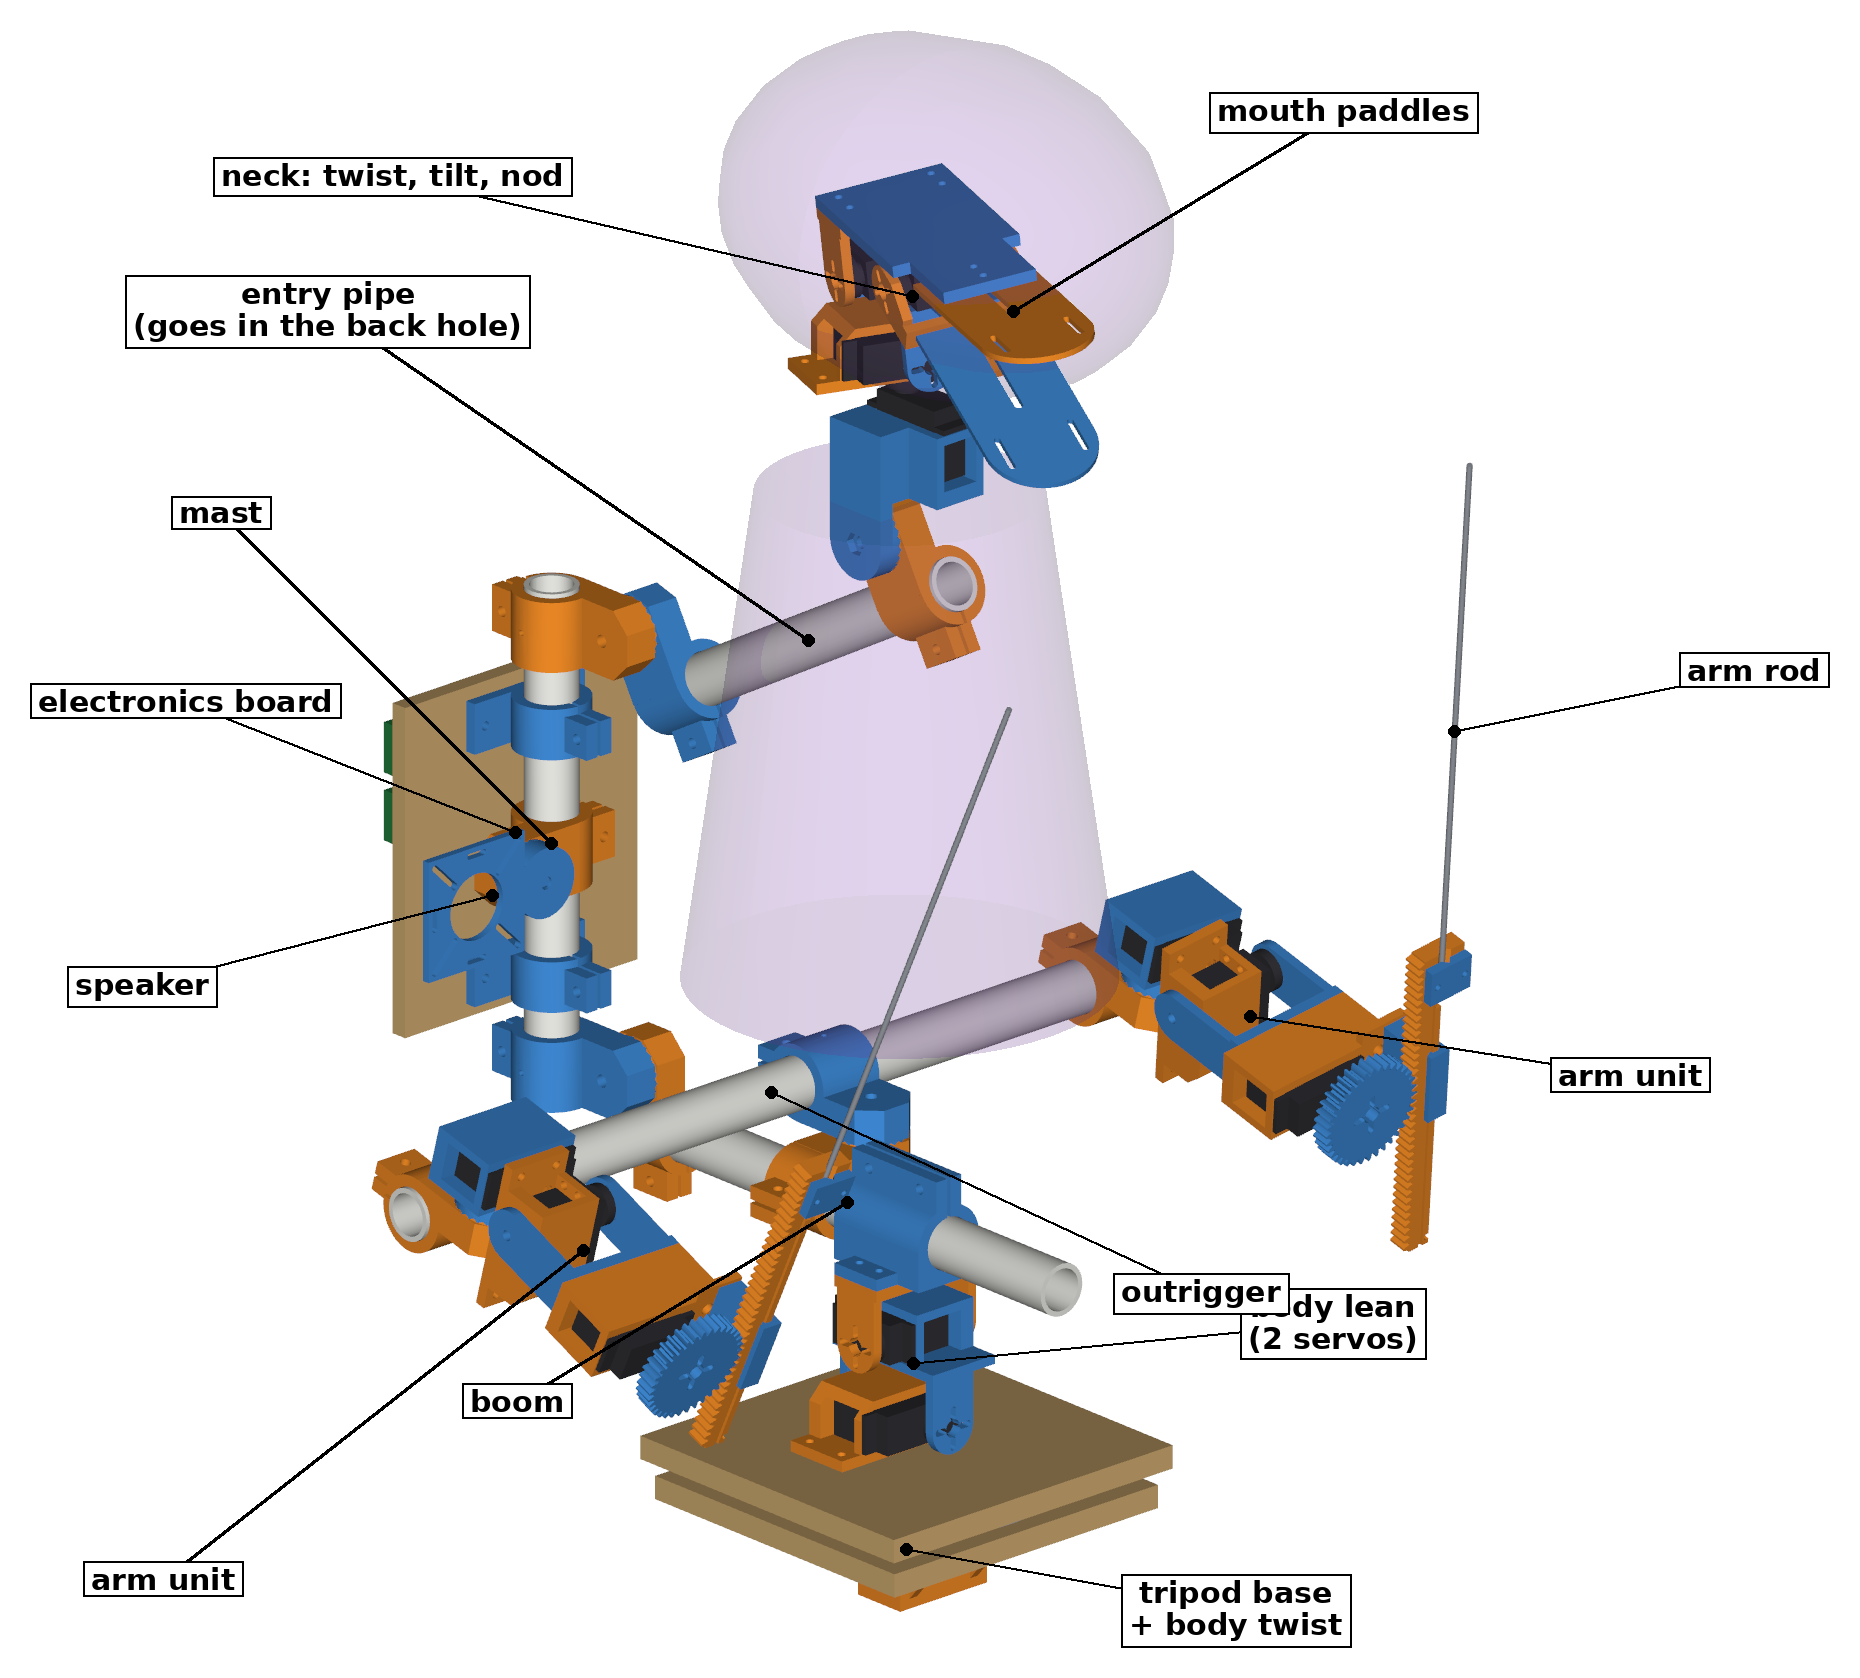 mouth paddles
neck: twist, tilt, nod
entry pipe
(goes in the back hole)
mast
electronics board
arm rod
speaker
arm unit
outrigger
body lean
(2 servos)
boom
arm unit
tripod base
+ body twist